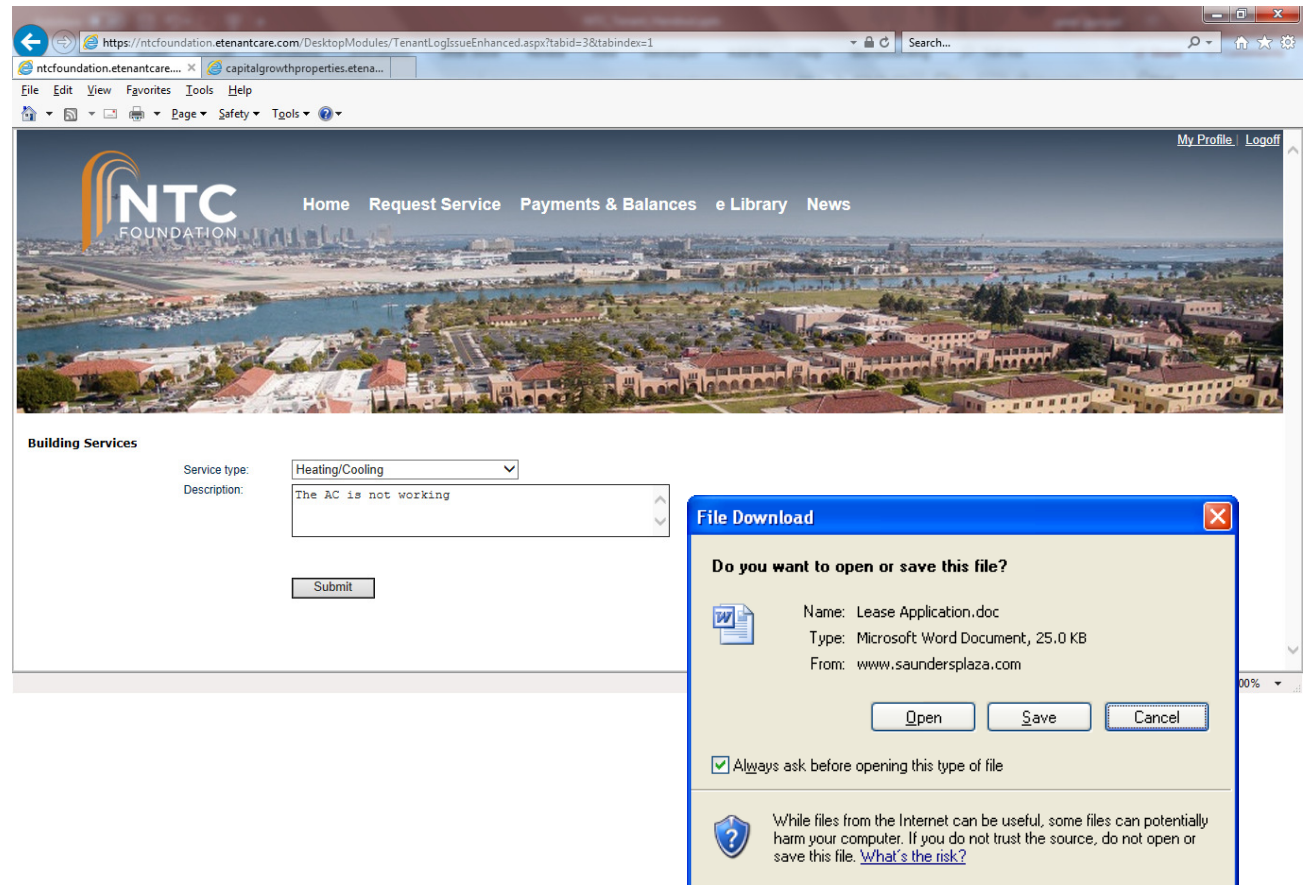 https://ntcfoundation.etenantcare.com/DesktopModules/TenantLogIssueEnhanced.aspx?tabid=3&tabindex=1
Search...
ntcfoundation.etenantcare....
capitalgrowthproperties.etena...
File Edit View Favorites Tools Help
Page Safety Tools
My Profile | Logoff
NTC
FOUNDATION
Home Request Service Payments & Balances e Library News
Building Services
Service type: Heating/Cooling
Description: The AC is not working
Submit
File Download
Do you want to open or save this file?
Name: Lease Application.doc
Type: Microsoft Word Document, 25.0 KB
From: www.saundersplaza.com
Open Save Cancel
Always ask before opening this type of file
While files from the Internet can be useful, some files can potentially
harm your computer. If you do not trust the source, do not open or
save this file. What's the risk?
00%